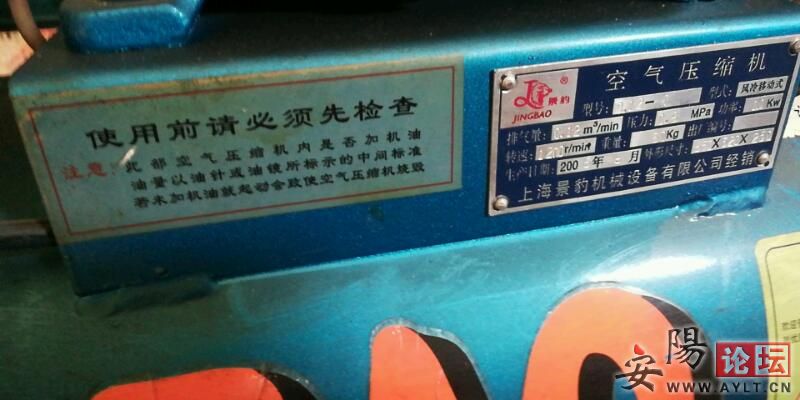 使用前请必须先检查
注意: 此部空气压缩机内是否加机油
油量以油针或油镜所标示的中间标准
若未加机油就起动会致使空气压缩机烧毁
景豹®
JINGBAO
空气压缩机
型号: 型式: 风冷移动式
排气量: m³/min 压力: MPa 功率: Kw
转速: r/min 重量: Kg 出厂编号:
生产日期: 200 年 月 外形尺寸:
上海景豹机械设备有限公司经销
安陽论坛
WWW.AYLT.CN